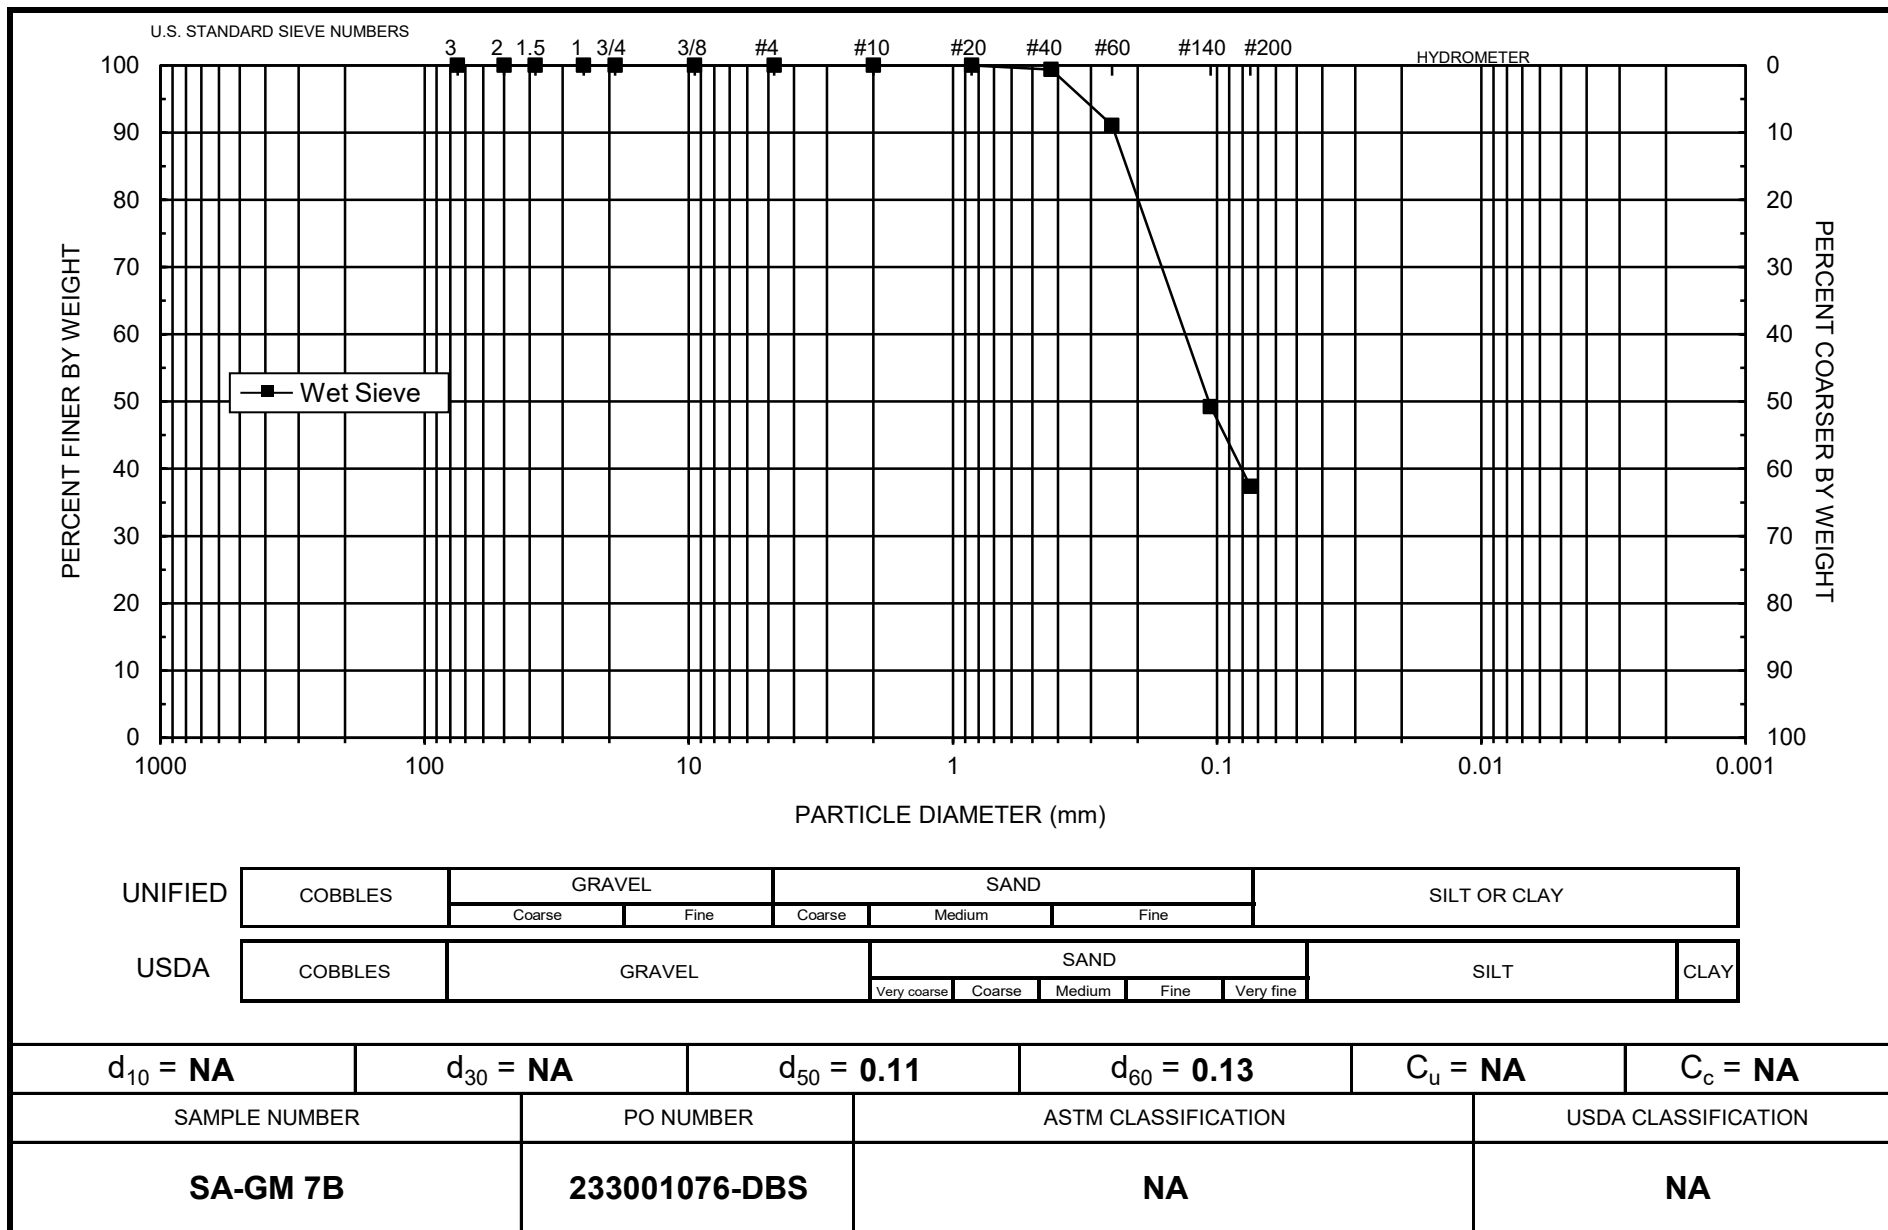 U.S. STANDARD SIEVE NUMBERS
3 2 1.5 1 3/4 3/8 #4 #10 #20 #40 #60 #140 #200
HYDROMETER
100 0
90 10
80 20
70 30
60 40
50 50
40 60
30 70
20 80
10 90
0 100
PERCENT FINER BY WEIGHT
PERCENT COARSER BY WEIGHT
Wet Sieve
1000 100 10 1 0.1 0.01 0.001
PARTICLE DIAMETER (mm)
UNIFIED COBBLES GRAVEL SAND SILT OR CLAY
Coarse Fine Coarse Medium Fine
USDA COBBLES GRAVEL SAND SILT CLAY
Very coarse Coarse Medium Fine Very fine
d10 = NA d30 = NA d50 = 0.11 d60 = 0.13 Cu = NA Cc = NA
SAMPLE NUMBER PO NUMBER ASTM CLASSIFICATION USDA CLASSIFICATION
SA-GM 7B 233001076-DBS NA NA